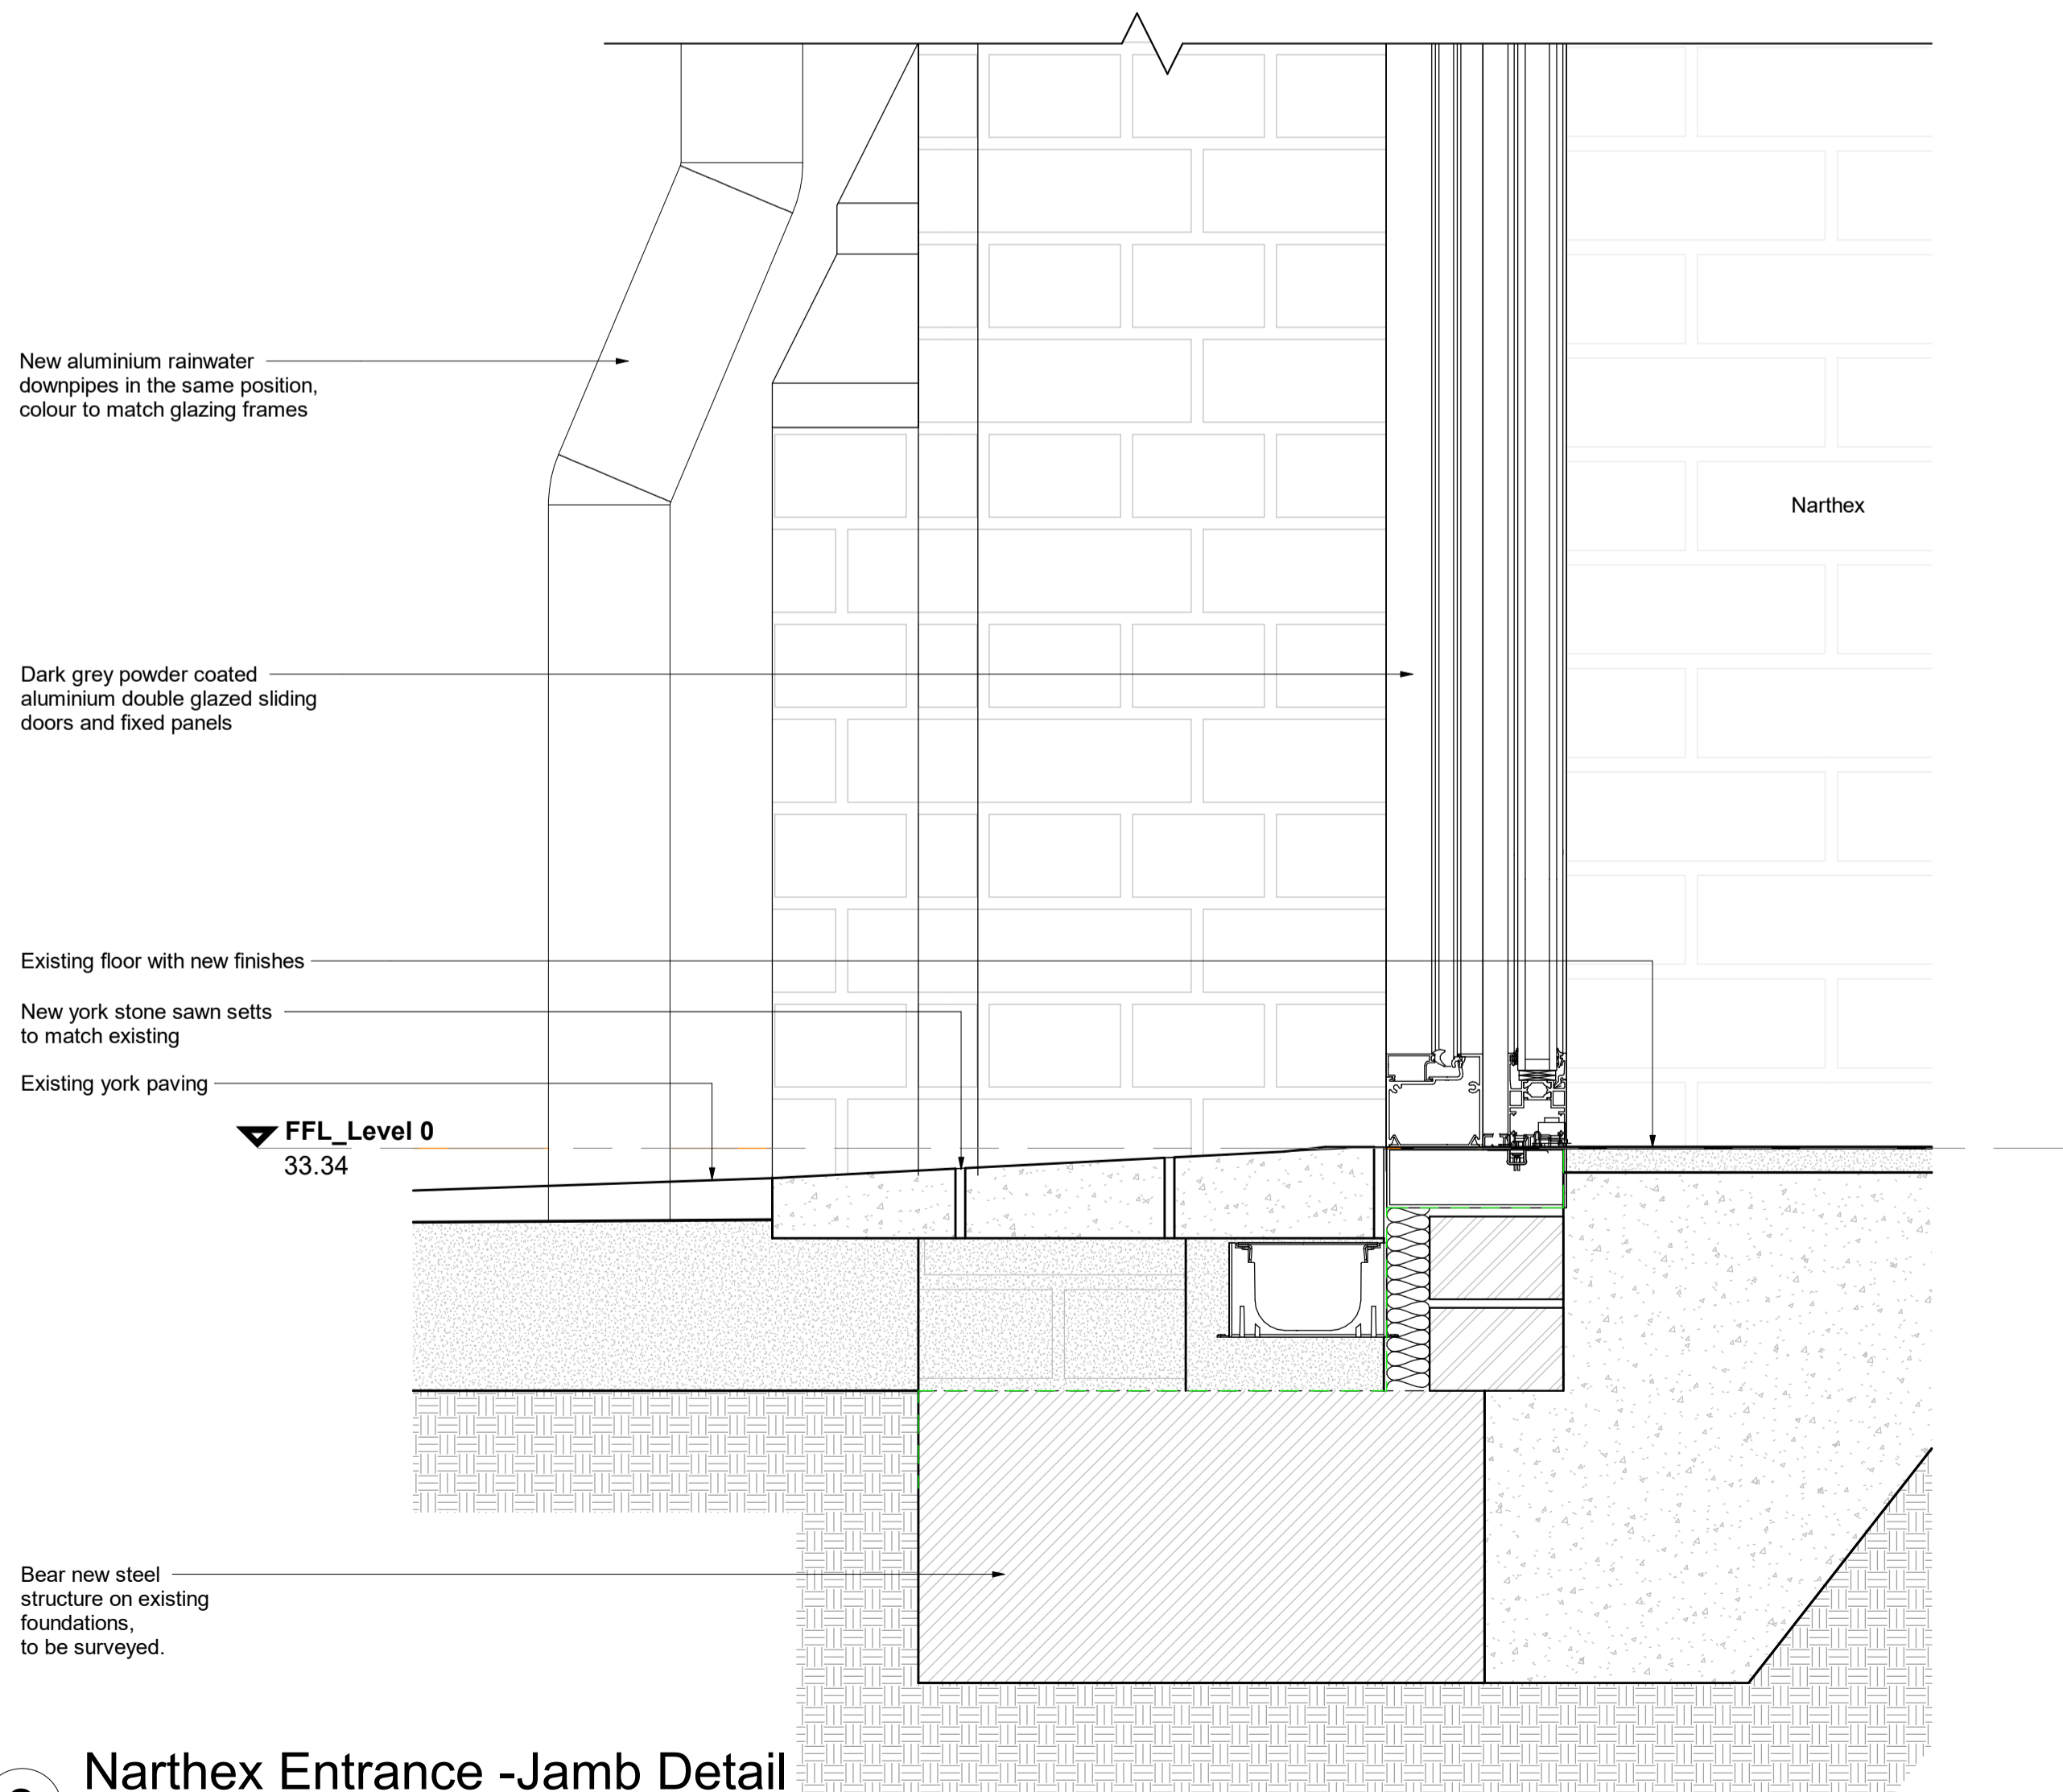 New aluminium rainwater
downpipes in the same position,
colour to match glazing frames
Narthex
Dark grey powder coated
aluminium double glazed sliding
doors and fixed panels
Existing floor with new finishes
New york stone sawn setts
to match existing
Existing york paving
FFL_Level 0
33.34
Bear new steel
structure on existing
foundations,
to be surveyed.
Narthex Entrance -Jamb Detail